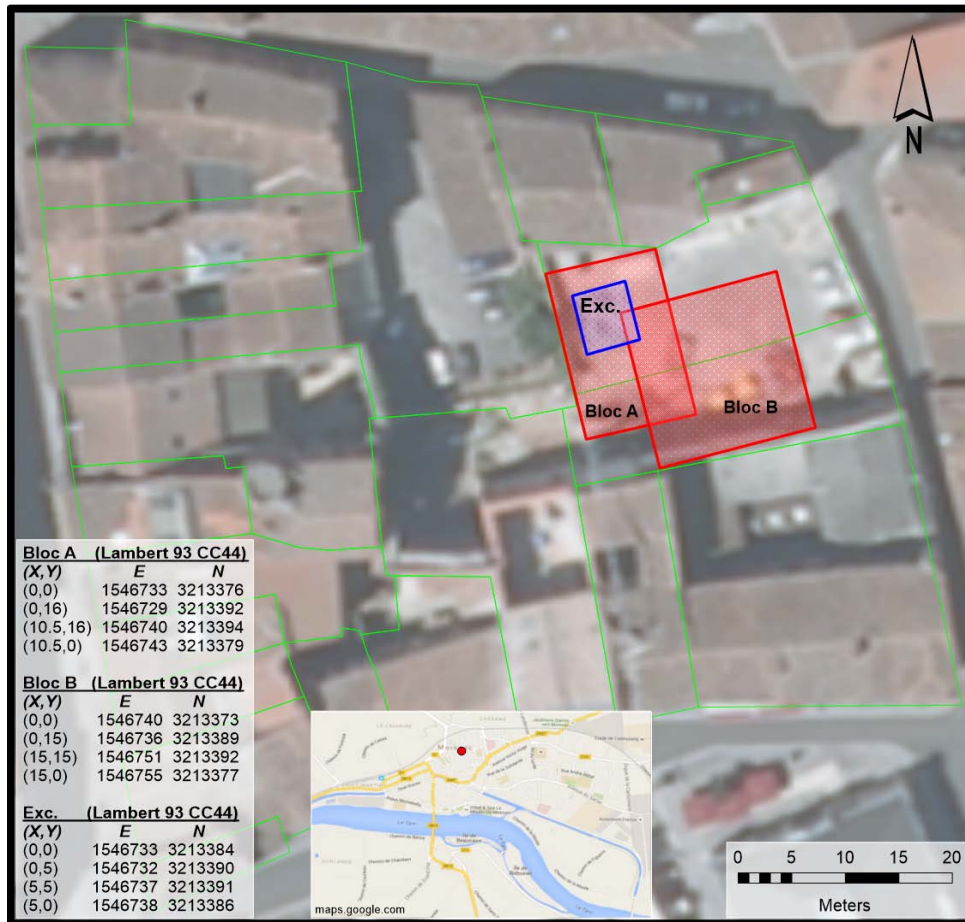 N
Exc.
Bloc A
Bloc B
Bloc A (Lambert 93 CC44)
(X,Y) E N
(0,0) 1546733 3213376
(0,16) 1546729 3213392
(10.5,16) 1546740 3213394
(10.5,0) 1546743 3213379
Bloc B (Lambert 93 CC44)
(X,Y) E N
(0,0) 1546740 3213373
(0,15) 1546736 3213389
(15,15) 1546751 3213392
(15,0) 1546755 3213377
Exc. (Lambert 93 CC44)
(X,Y) E N
(0,0) 1546733 3213384
(0,5) 1546732 3213390
(5,5) 1546737 3213391
(5,0) 1546738 3213386
Le Tarn
maps.google.com
0 5 10 15 20
Meters